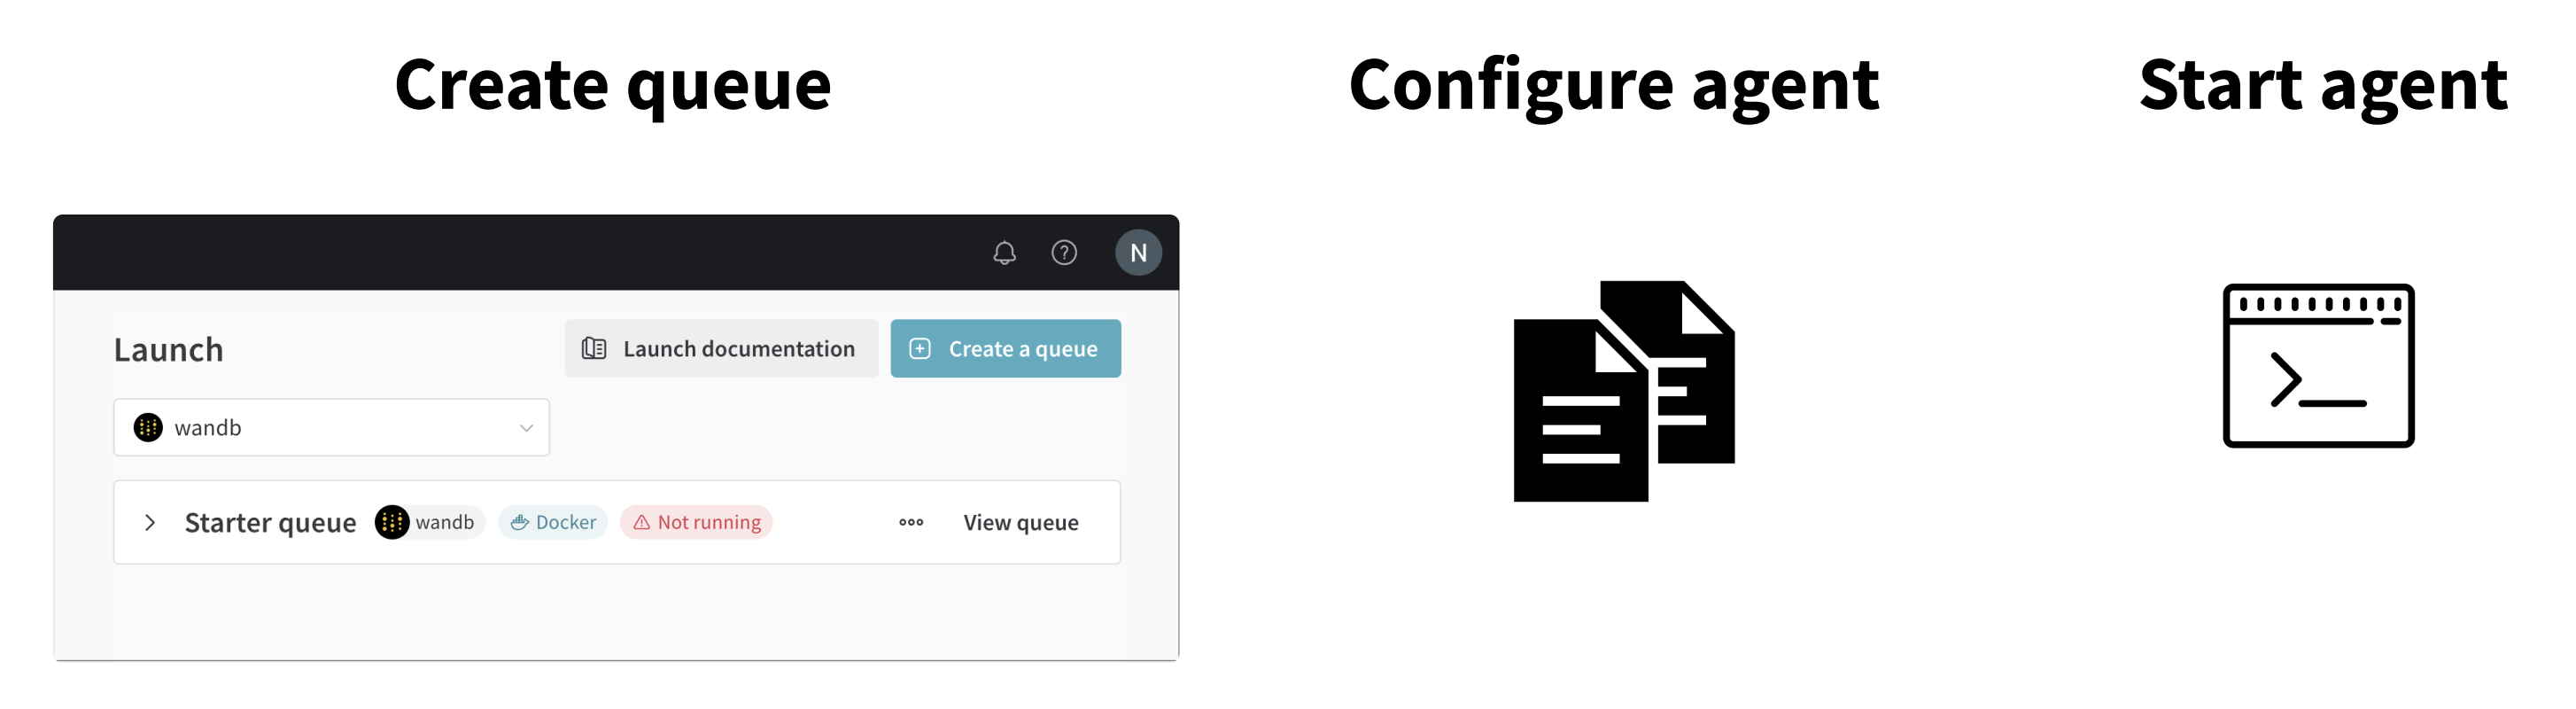 Create queue
Configure agent
Start agent
N
Launch
Launch documentation
Create a queue
wandb
Starter queue
wandb
Docker
Not running
View queue